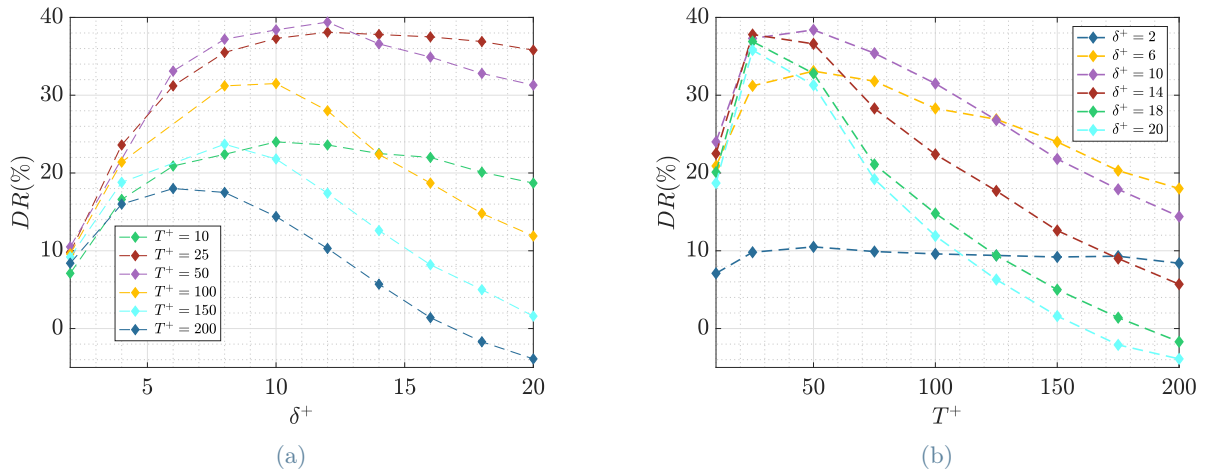 DR(%)
40
30
20
10
0
5
10
15
20
δ⁺
T⁺ = 10
T⁺ = 25
T⁺ = 50
T⁺ = 100
T⁺ = 150
T⁺ = 200
(a)
DR(%)
40
30
20
10
0
50
100
150
200
T⁺
δ⁺ = 2
δ⁺ = 6
δ⁺ = 10
δ⁺ = 14
δ⁺ = 18
δ⁺ = 20
(b)